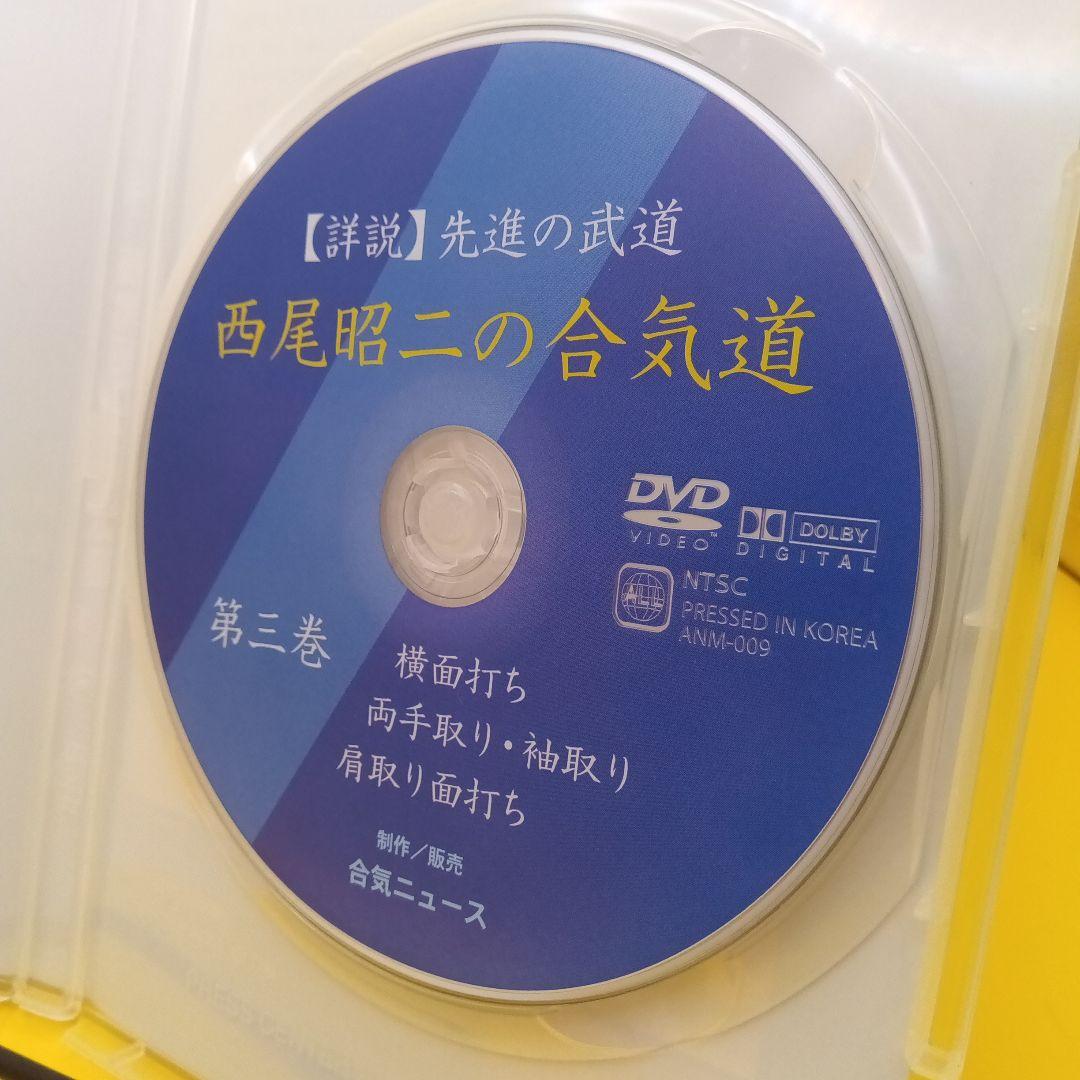 【詳説】先進の武道
西尾昭二の合気道
DVD
VIDEO™
DOLBY
DIGITAL
ALL
NTSC
PRESSED IN KOREA
ANM-009
第三巻
横面打ち
両手取り・袖取り
肩取り面打ち
制作／販売
合気ニュース